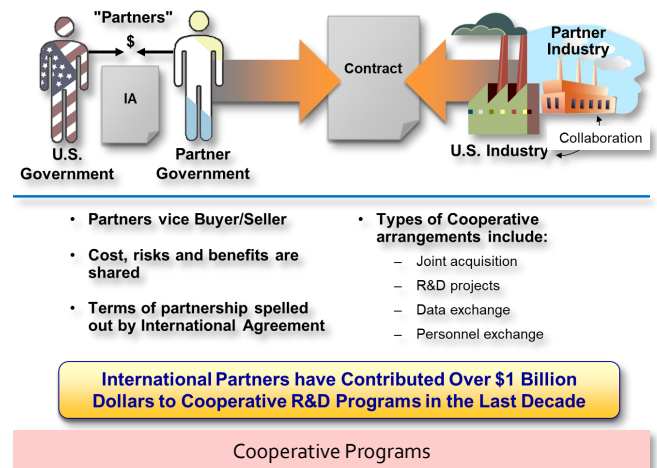 "Partners"
$
IA
U.S.
Government
Partner
Government
Contract
Partner
Industry
Collaboration
U.S. Industry
• Partners vice Buyer/Seller
• Cost, risks and benefits are
shared
• Terms of partnership spelled
out by International Agreement
• Types of Cooperative
arrangements include:
– Joint acquisition
– R&D projects
– Data exchange
– Personnel exchange
International Partners have Contributed Over $1 Billion
Dollars to Cooperative R&D Programs in the Last Decade
Cooperative Programs